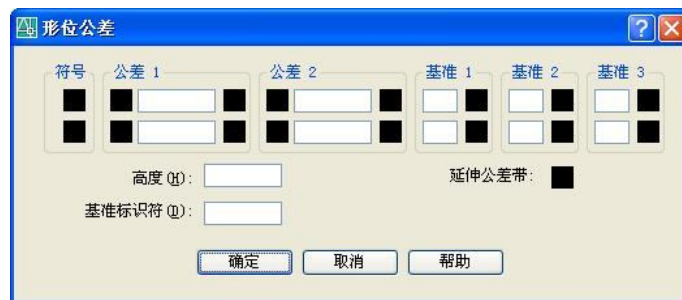 形位公差
符号 公差 1 公差 2 基准 1 基准 2 基准 3
高度(H): 延伸公差带:
基准标识符(D):
确定 取消 帮助